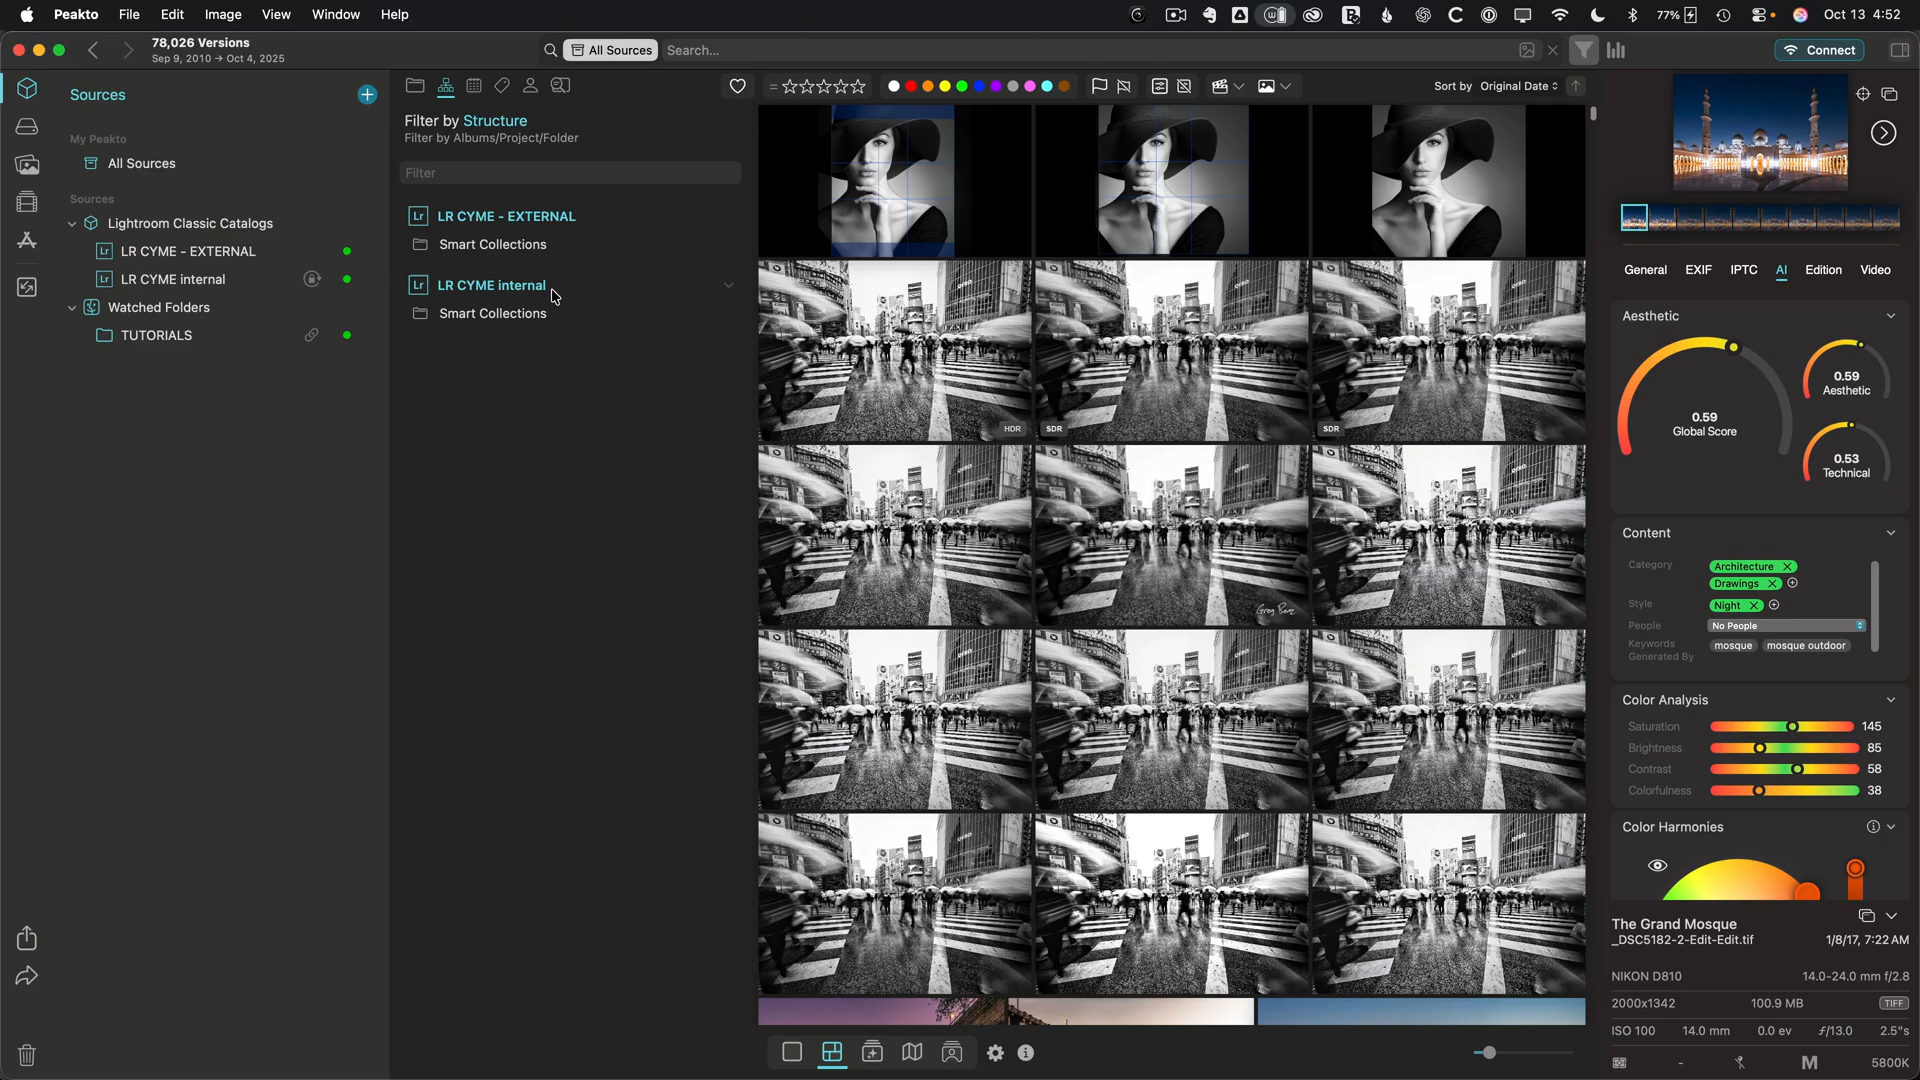 Peakto File Edit Image View Window Help
77% Oct 13 4:52
78,026 Versions
Sep 9, 2010 → Oct 4, 2025
All Sources Search...
Connect
Sources
My Peakto
All Sources
Sources
Lightroom Classic Catalogs
Lr LR CYME - EXTERNAL
Lr LR CYME internal
Watched Folders
TUTORIALS
Filter by Structure
Filter by Albums/Project/Folder
Filter
Lr LR CYME - EXTERNAL
Smart Collections
Lr LR CYME internal
Smart Collections
Sort by Original Date
HDR
SDR
SDR
Greg Benz
General EXIF IPTC AI Edition Video
Aesthetic
0.59
Global Score
0.59
Aesthetic
0.53
Technical
Content
Category
Architecture
Drawings
Style
Night
People
No People
Keywords
Generated By
mosque mosque outdoor
Color Analysis
Saturation 145
Brightness 85
Contrast 58
Colorfulness 38
Color Harmonies
The Grand Mosque
_DSC5182-2-Edit-Edit.tif 1/8/17, 7:22 AM
NIKON D810 14.0-24.0 mm f/2.8
2000x1342 100.9 MB TIFF
ISO 100 14.0 mm 0.0 ev ƒ/13.0 2.5"s
- M 5800K